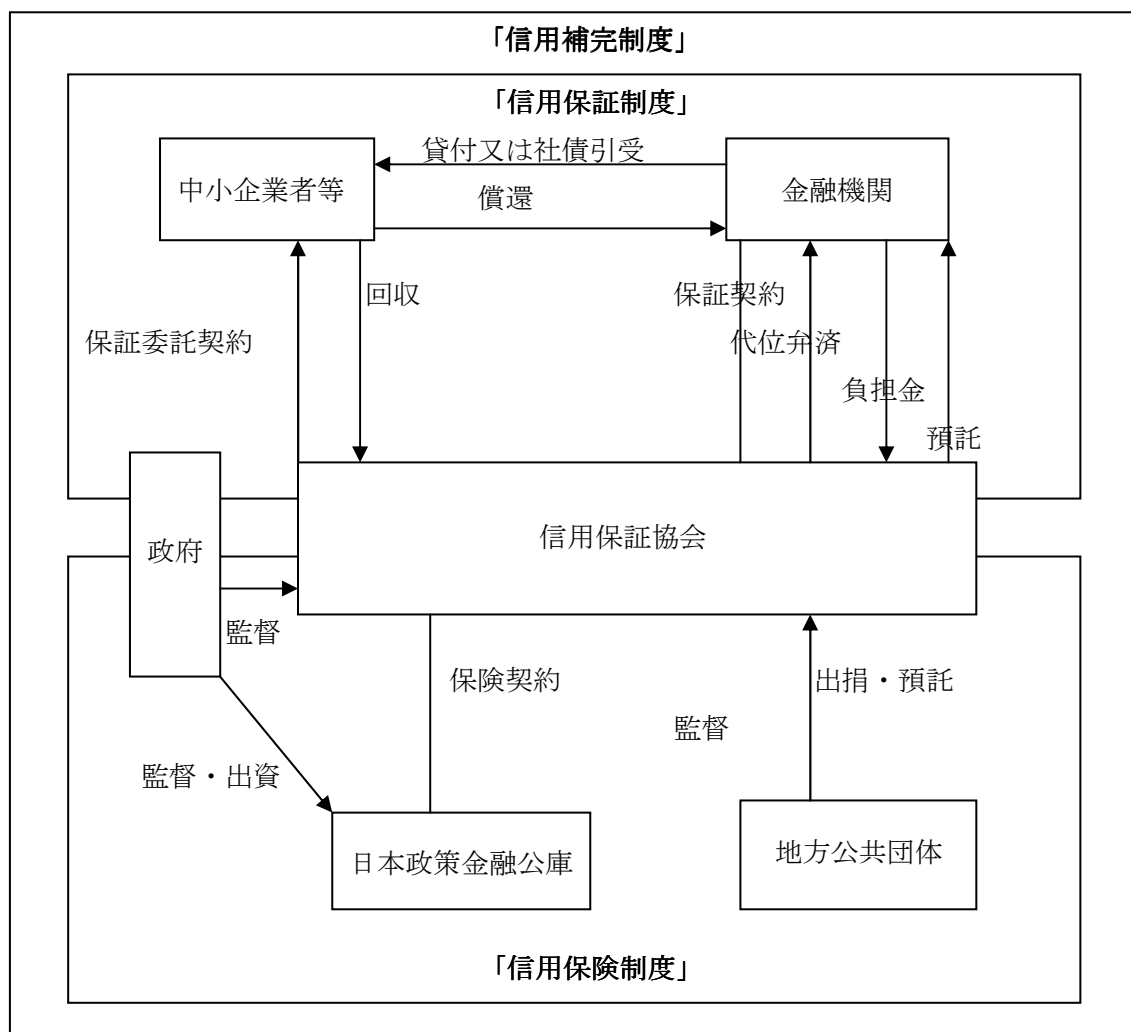 「信用補完制度」
「信用保証制度」
貸付又は社債引受
中小企業者等
金融機関
償還
回収
保証契約
保証委託契約
代位弁済
負担金
預託
信用保証協会
政府
監督
保険契約
出捐・預託
監督
監督・出資
日本政策金融公庫
地方公共団体
「信用保険制度」